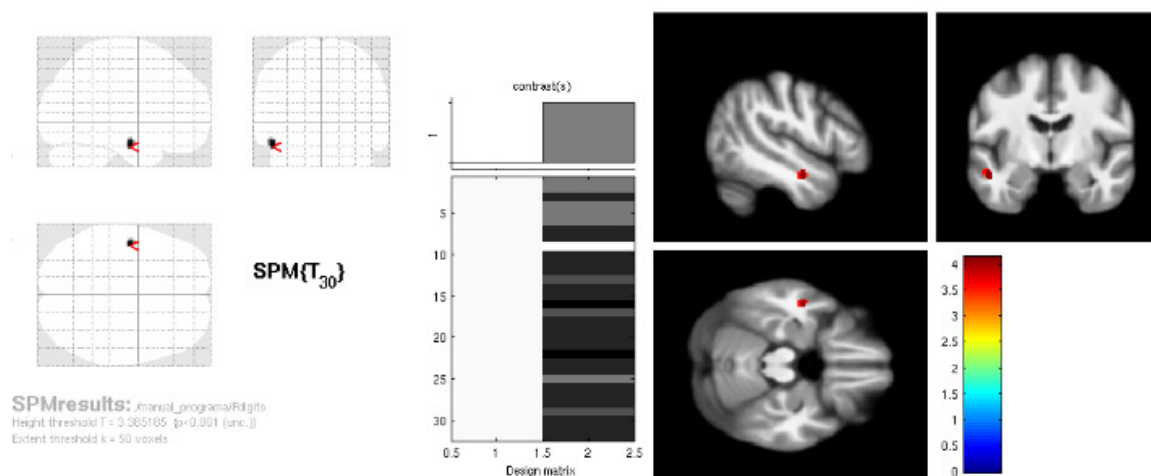 contrast(s)
1
SPM{T30}
5
10
15
20
25
30
0.5 1 1.5 2 2.5
Design matrix
SPMresults: ./manual_programa/Fdigito
Height threshold T = 3.385185 {p<0.001 (unc.)}
Extent threshold k = 50 voxels
4
3.5
3
2.5
2
1.5
1
0.5
0